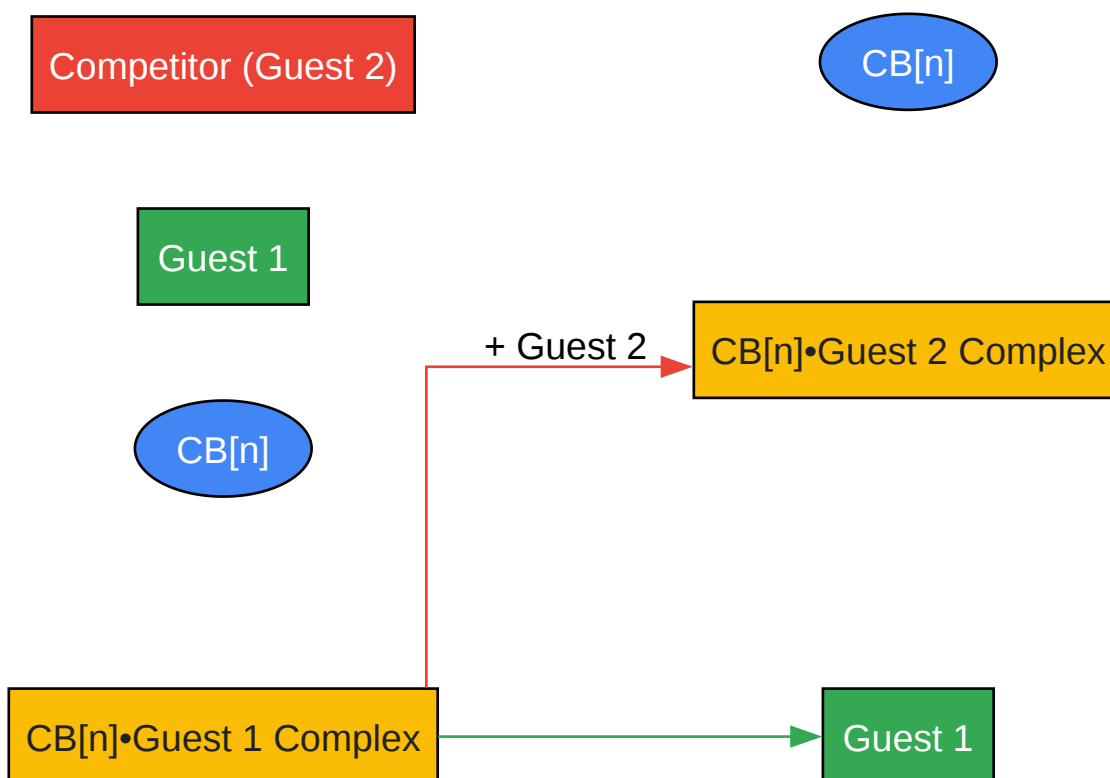 Competitor (Guest 2)
CB[n]
Guest 1
+ Guest 2
CB[n]•Guest 2 Complex
CB[n]
CB[n]•Guest 1 Complex
Guest 1